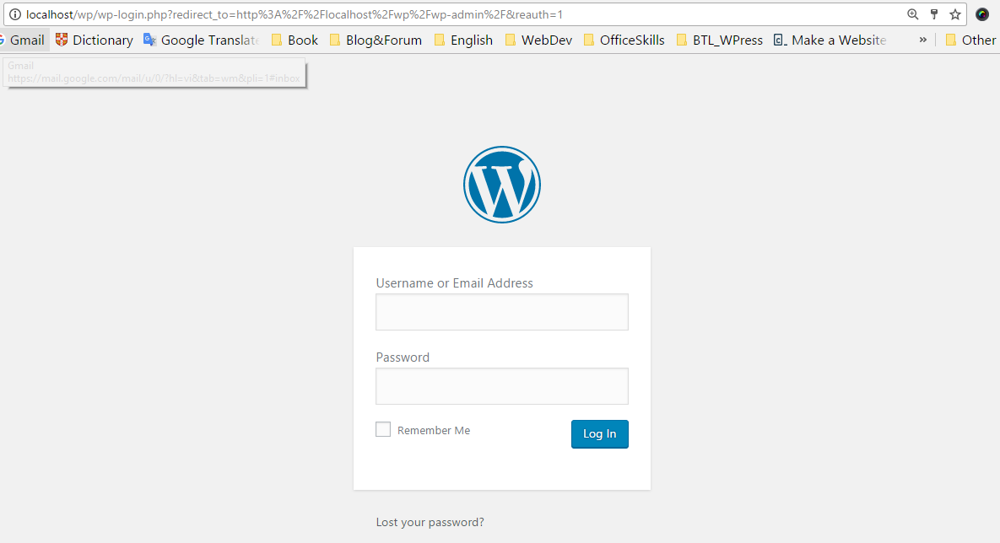 localhost/wp/wp-login.php?redirect_to=http%3A%2F%2Flocalhost%2Fwp%2Fwp-admin%2F&reauth=1
Gmail Dictionary Google Translat Book Blog&Forum English WebDev OfficeSkills BTL_WPress Make a Website » Other
Gmail
https://mail.google.com/mail/u/0/?hl=vi&tab=wm&pli=1#inbox
Username or Email Address
Password
Remember Me Log In
Lost your password?